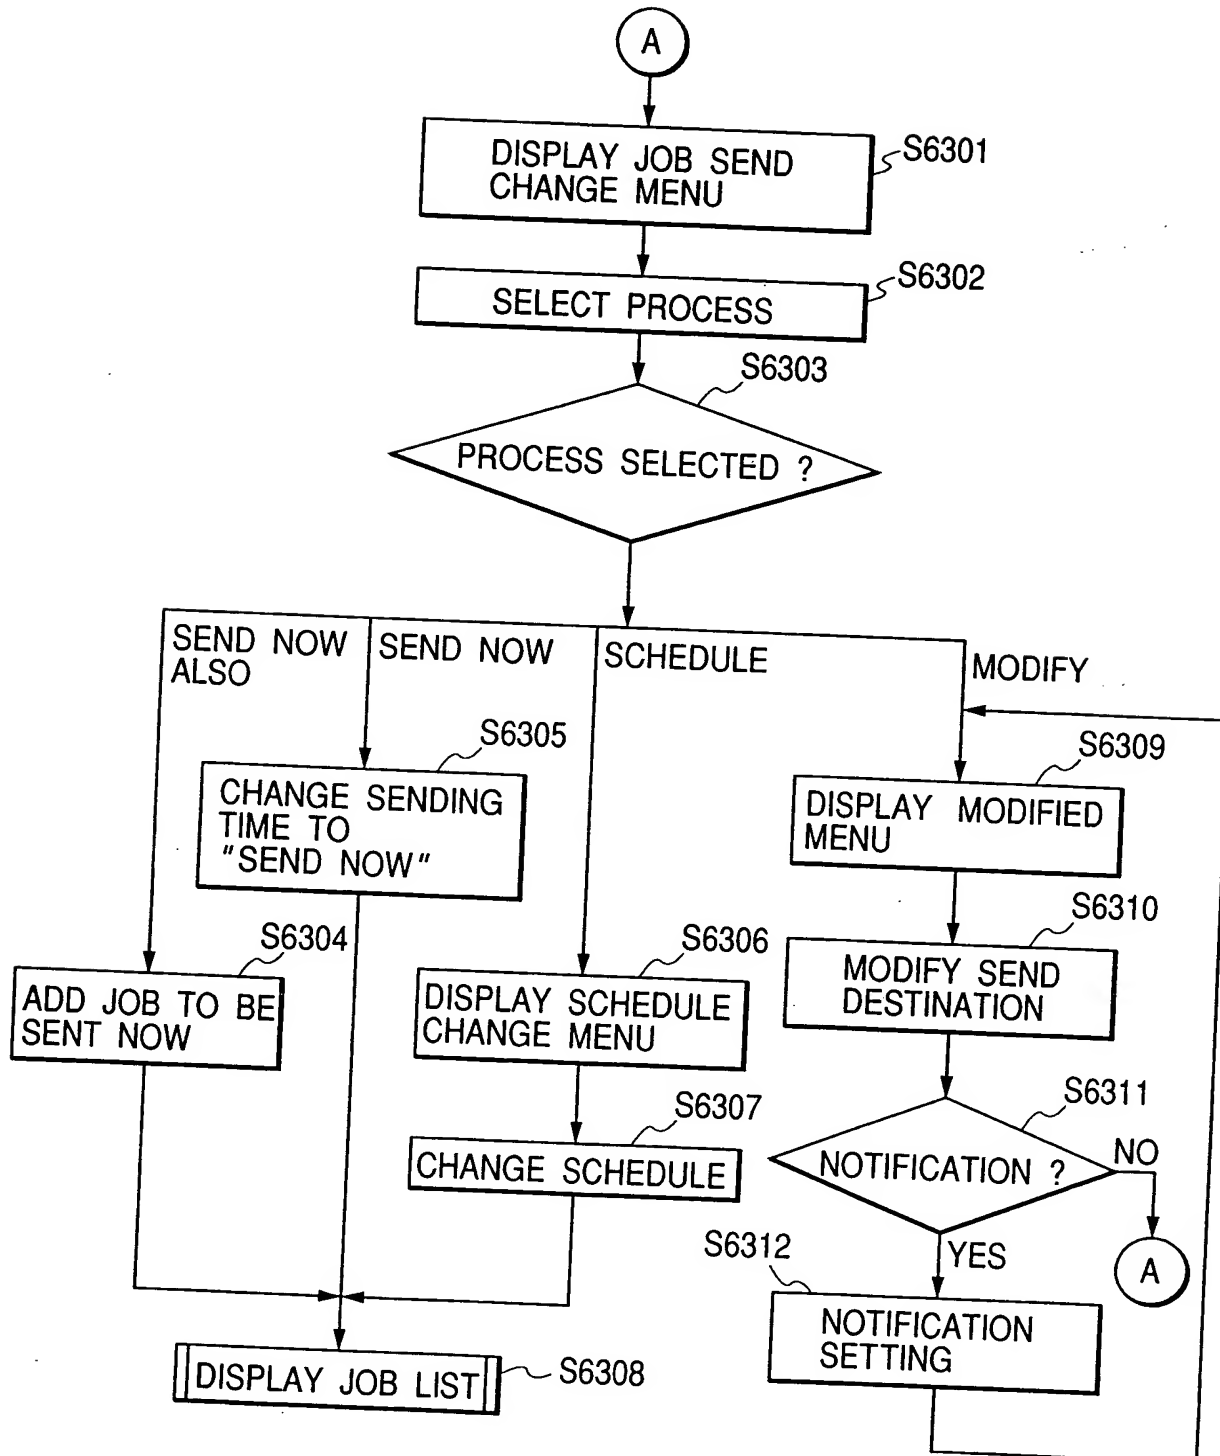 A
DISPLAY JOB SEND
CHANGE MENU
S6301
SELECT PROCESS
S6302
S6303
PROCESS SELECTED ?
SEND NOW
ALSO
SEND NOW
SCHEDULE
MODIFY
S6305
CHANGE SENDING
TIME TO
"SEND NOW"
S6309
DISPLAY MODIFIED
MENU
S6304
ADD JOB TO BE
SENT NOW
S6306
DISPLAY SCHEDULE
CHANGE MENU
S6310
MODIFY SEND
DESTINATION
S6307
CHANGE SCHEDULE
S6311
NOTIFICATION ?
NO
A
YES
S6312
NOTIFICATION
SETTING
DISPLAY JOB LIST
S6308